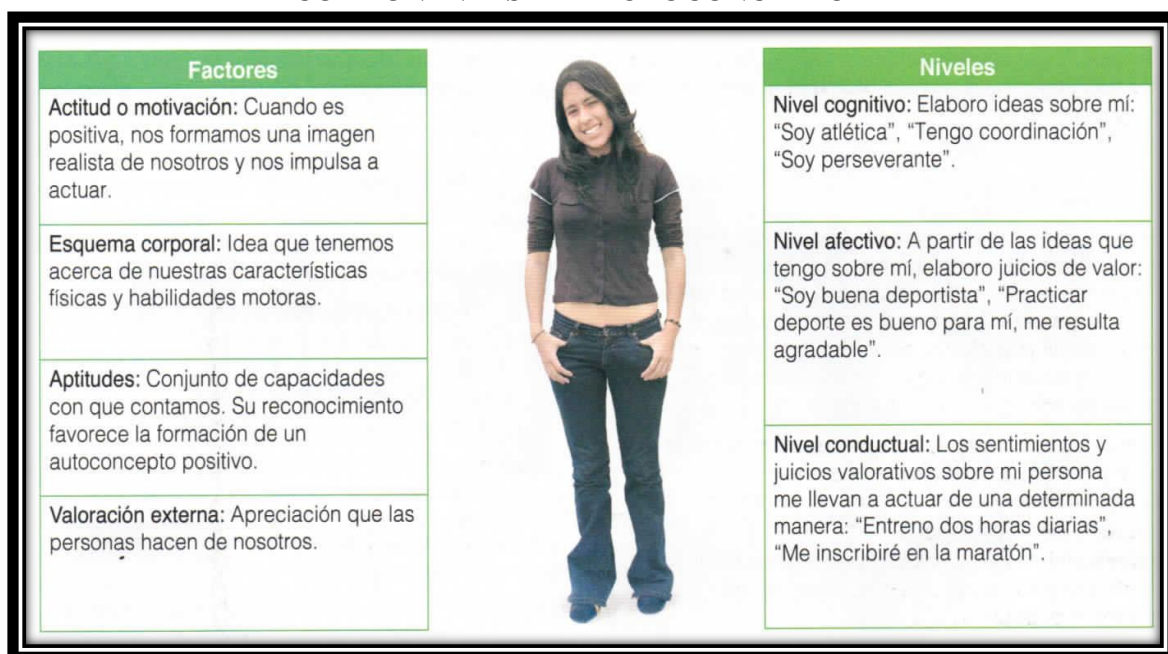 Factores
Actitud o motivación: Cuando es
positiva, nos formamos una imagen
realista de nosotros y nos impulsa a
actuar.
Esquema corporal: Idea que tenemos
acerca de nuestras características
físicas y habilidades motoras.
Aptitudes: Conjunto de capacidades
con que contamos. Su reconocimiento
favorece la formación de un
autoconcepto positivo.
Valoración externa: Apreciación que las
personas hacen de nosotros.
Niveles
Nivel cognitivo: Elaboro ideas sobre mí:
“Soy atlética”, “Tengo coordinación”,
“Soy perseverante”.
Nivel afectivo: A partir de las ideas que
tengo sobre mí, elaboro juicios de valor:
“Soy buena deportista”, “Practicar
deporte es bueno para mí, me resulta
agradable”.
Nivel conductual: Los sentimientos y
juicios valorativos sobre mi persona
me llevan a actuar de una determinada
manera: “Entreno dos horas diarias”,
“Me inscribiré en la maratón”.